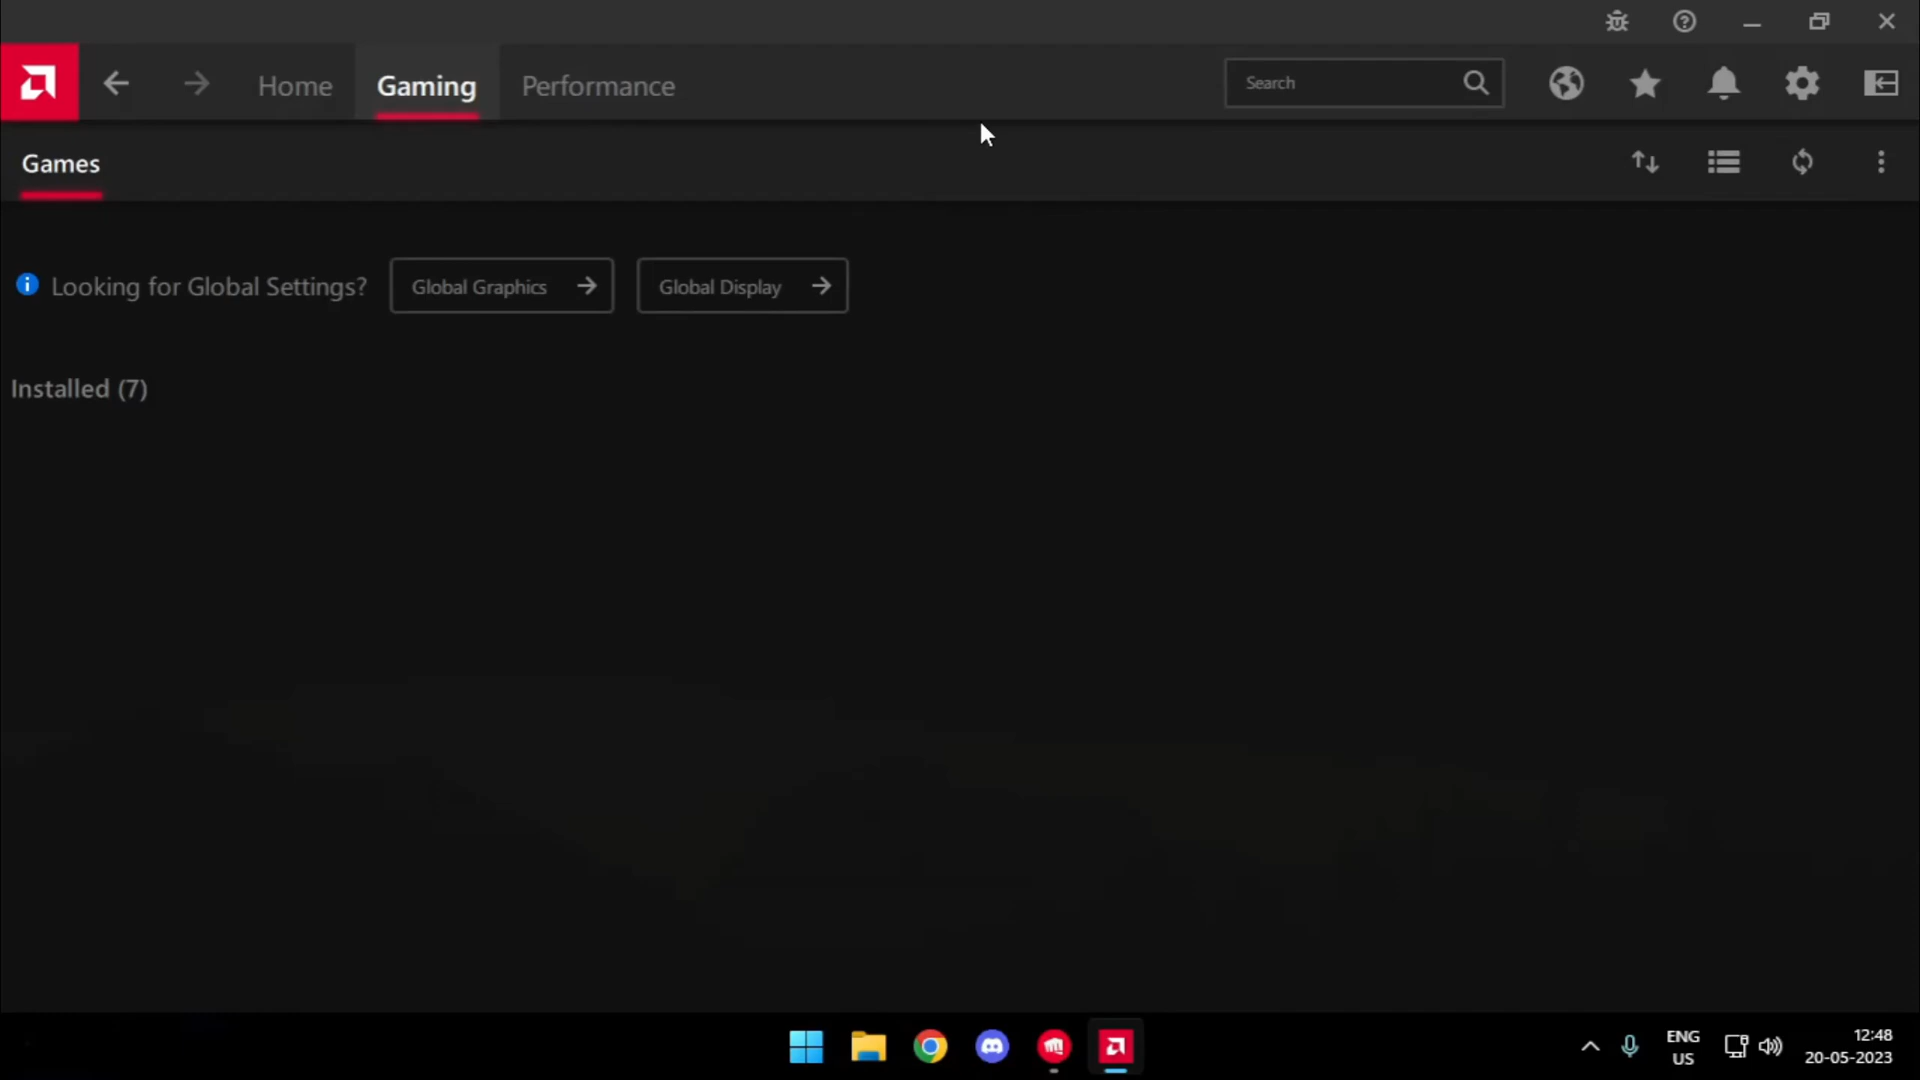 Home
Gaming
Performance
Search
Games
Looking for Global Settings?
Global Graphics
Global Display
Installed (7)
ENG
US
12:48
20-05-2023